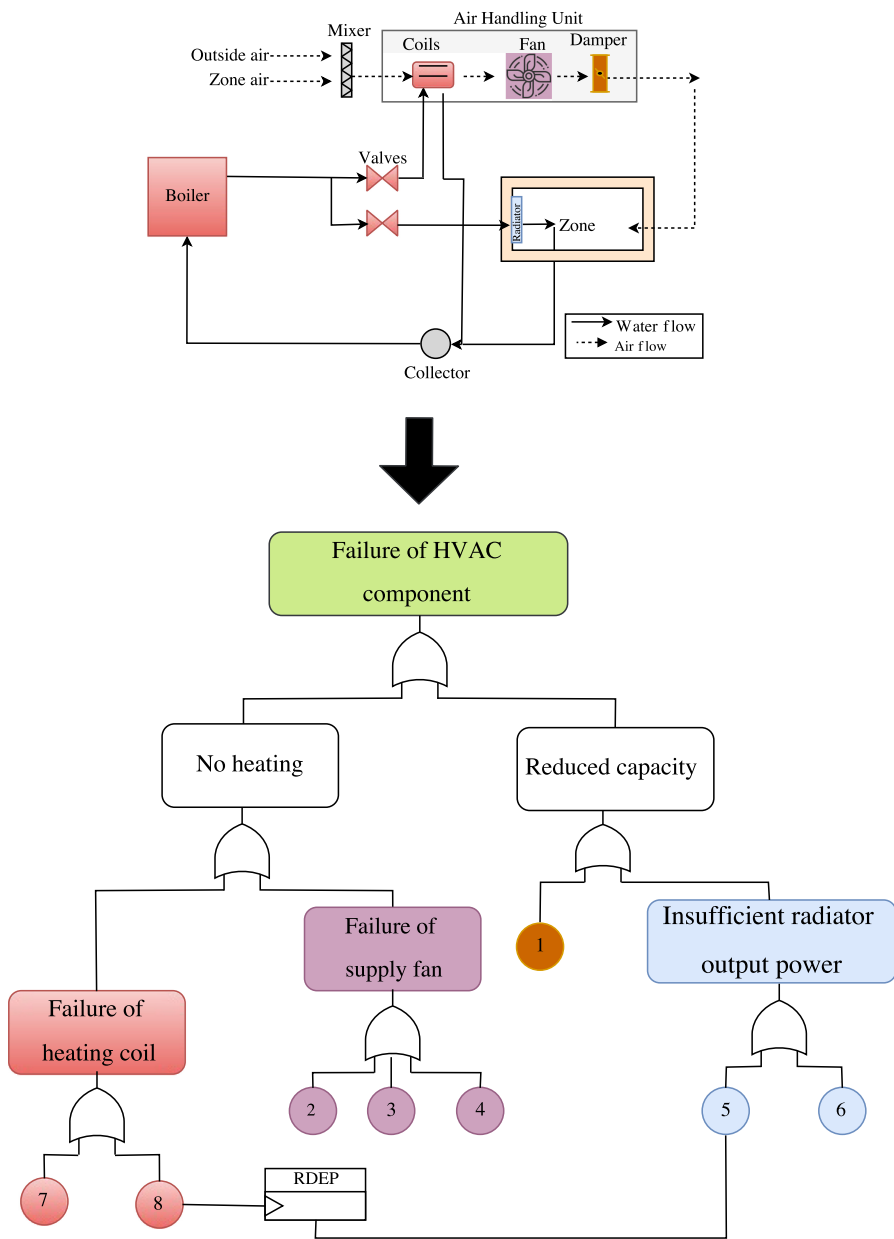 Air Handling Unit
Mixer
Coils
Fan
Damper
Outside air
Zone air
Valves
Boiler
Radiator
Zone
Water flow
Air flow
Collector
Failure of HVAC
component
No heating
Reduced capacity
Failure of
supply fan
1
Insufficient radiator
output power
Failure of
heating coil
2
3
4
5
6
7
8
RDEP